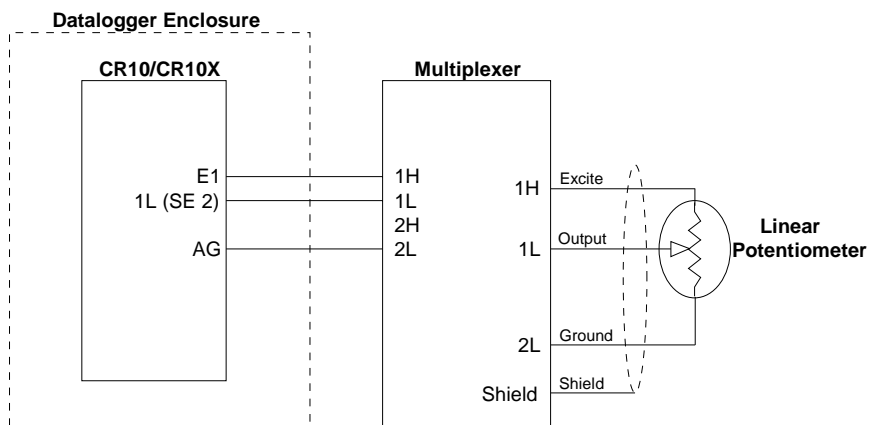 Datalogger Enclosure
CR10/CR10X
Multiplexer
E1
1L (SE 2)
AG
1H
1L
2H
2L
1H
1L
2L
Shield
Excite
Output
Ground
Shield
Linear
Potentiometer